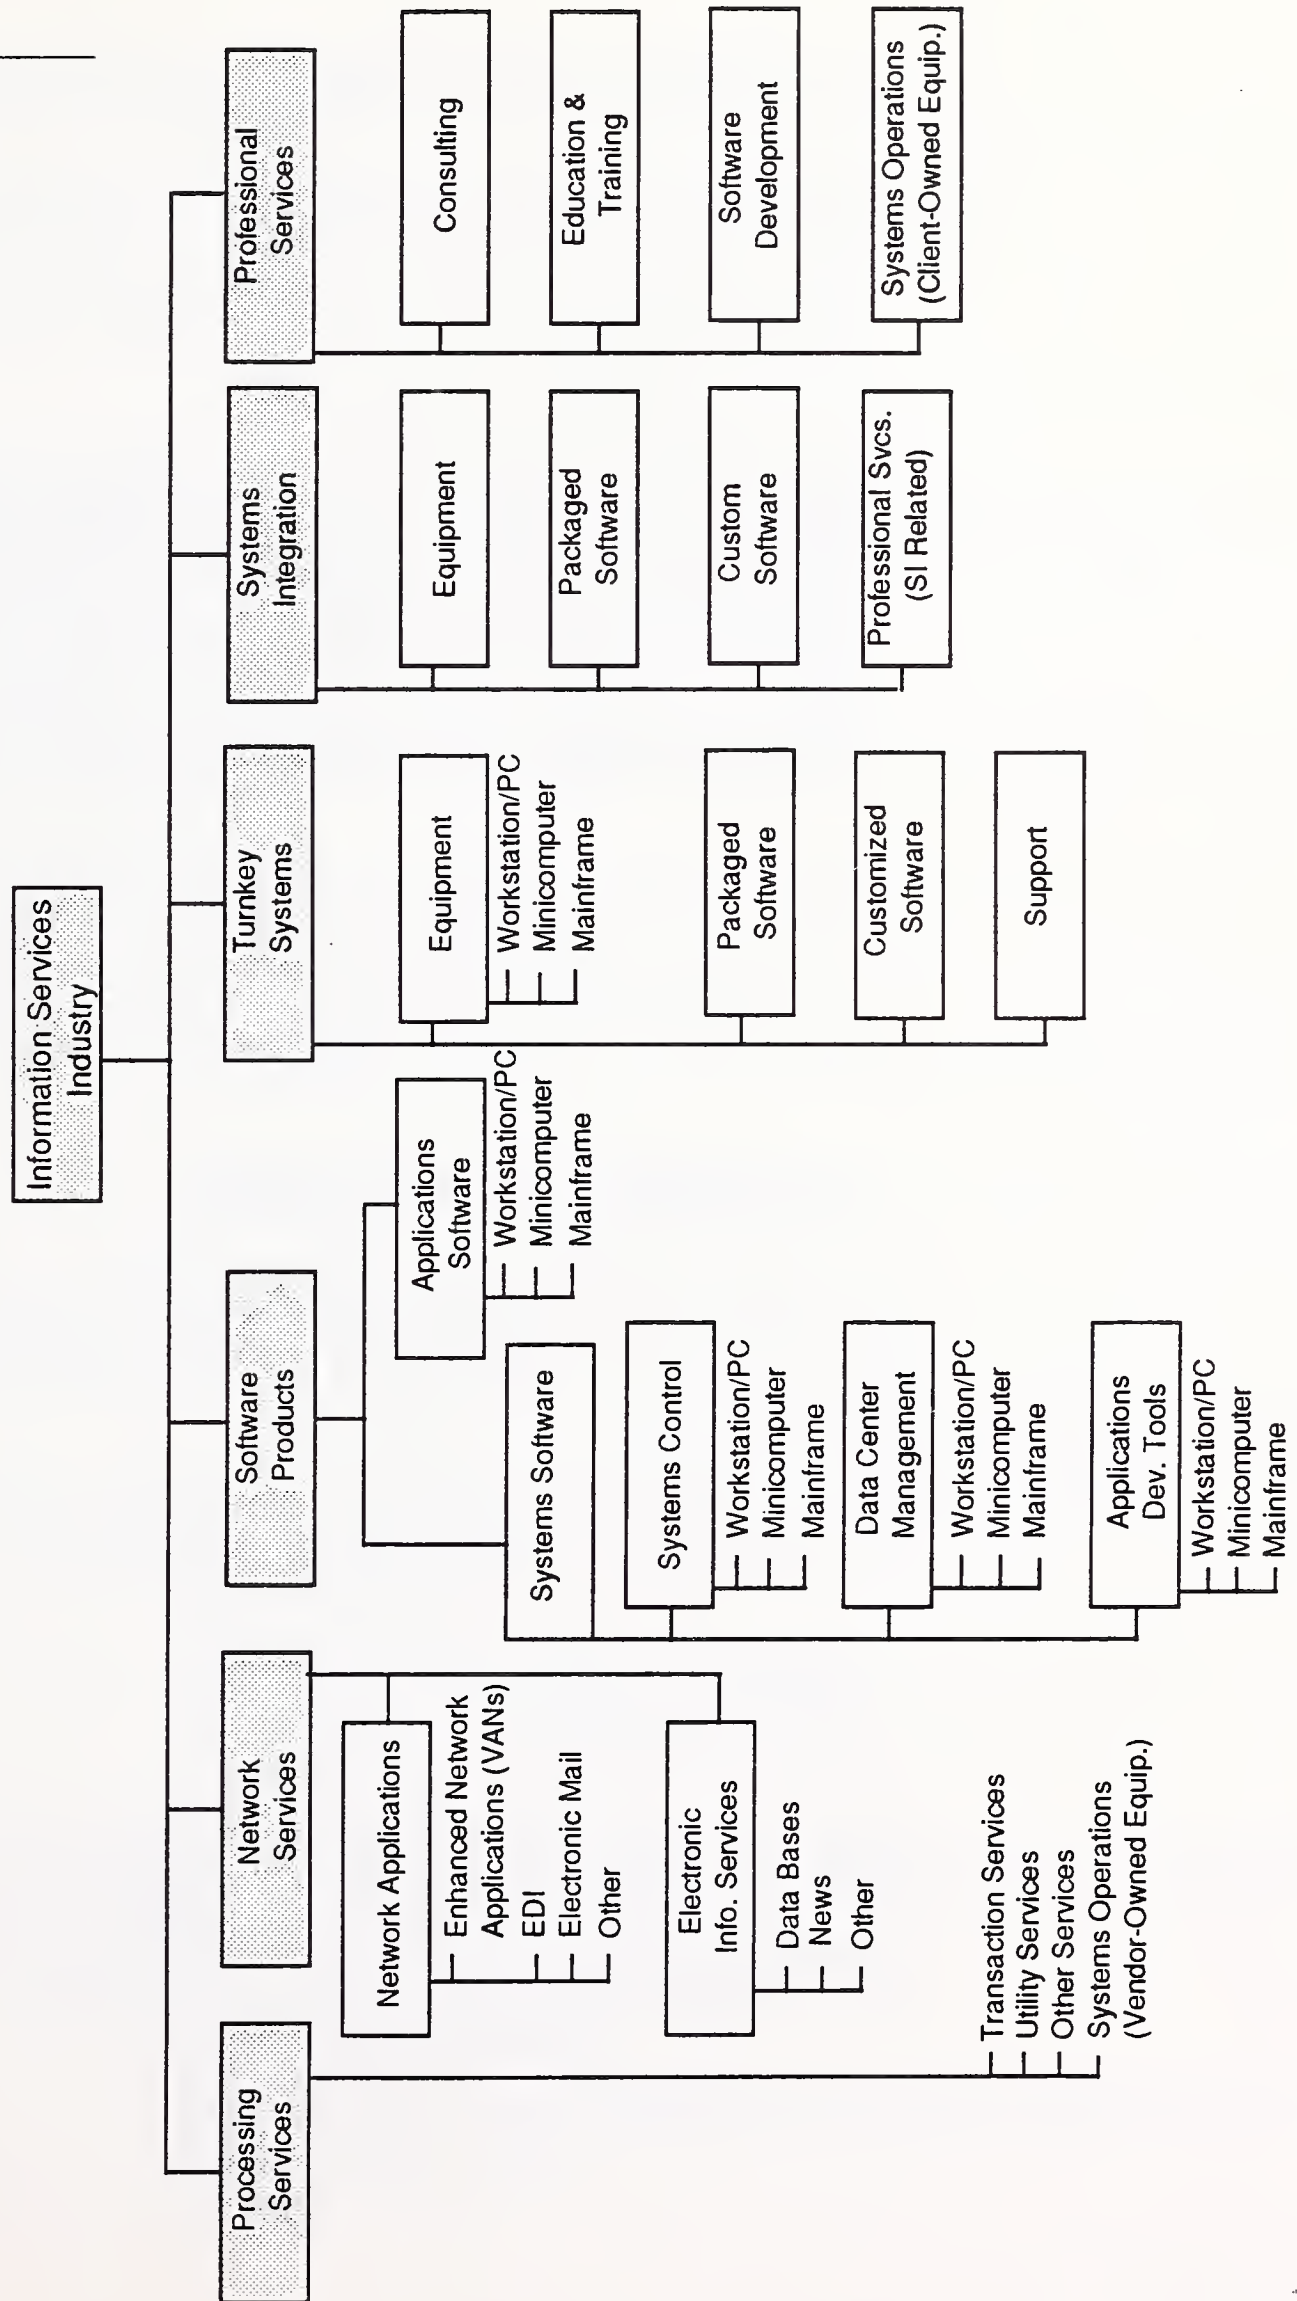 Information Services
Industry
Processing
Services
Transaction Services
Utility Services
Other Services
Systems Operations
(Vendor-Owned Equip.)
Network
Services
Network Applications
Enhanced Network
Applications (VANs)
EDI
Electronic Mail
Other
Electronic
Info. Services
Data Bases
News
Other
Software
Products
Systems Software
Systems Control
Workstation/PC
Minicomputer
Mainframe
Data Center
Management
Workstation/PC
Minicomputer
Mainframe
Applications
Dev. Tools
Workstation/PC
Minicomputer
Mainframe
Applications
Software
Workstation/PC
Minicomputer
Mainframe
Turnkey
Systems
Equipment
Workstation/PC
Minicomputer
Mainframe
Packaged
Software
Customized
Software
Support
Systems
Integration
Equipment
Packaged
Software
Custom
Software
Professional Svcs.
(SI Related)
Professional
Services
Consulting
Education &
Training
Software
Development
Systems Operations
(Client-Owned Equip.)